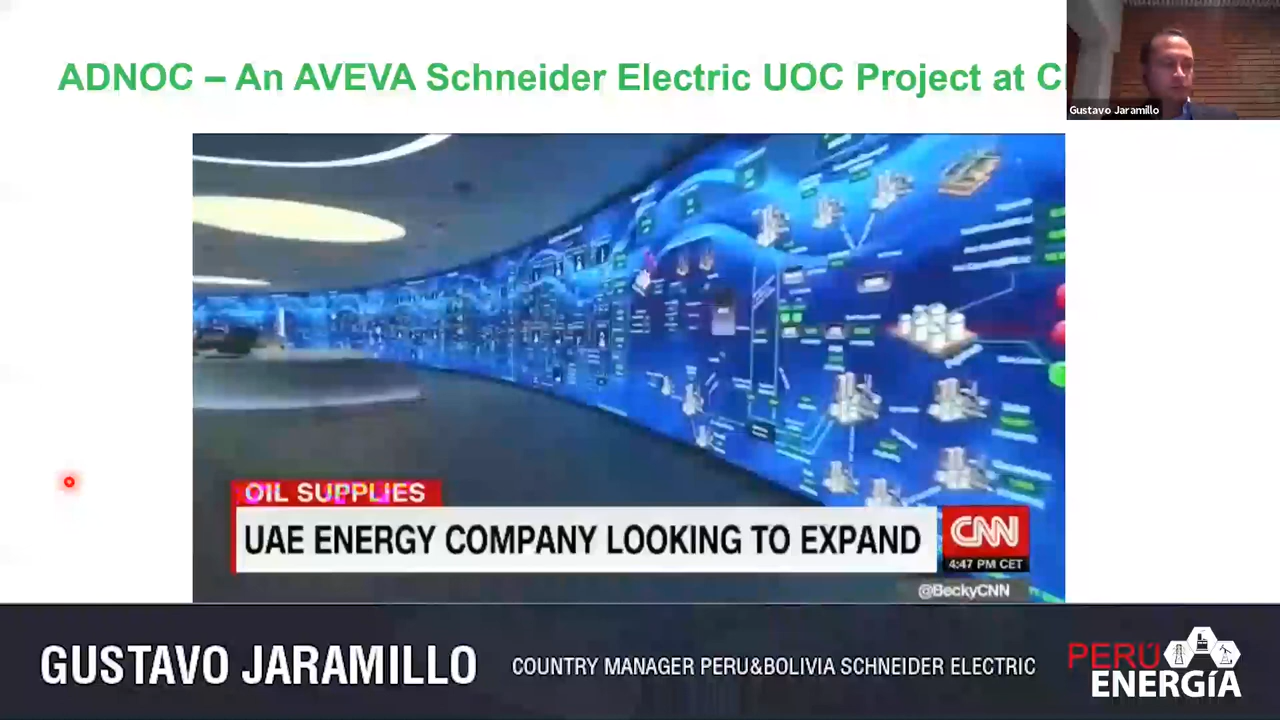 ADNOC – An AVEVA Schneider Electric UOC Project at C
Gustavo Jaramillo
OIL SUPPLIES
UAE ENERGY COMPANY LOOKING TO EXPAND
CNN
4:47 PM CET
@BeckyCNN
GUSTAVO JARAMILLO
COUNTRY MANAGER PERU&BOLIVIA SCHNEIDER ELECTRIC
PERÚ
ENERGÍA